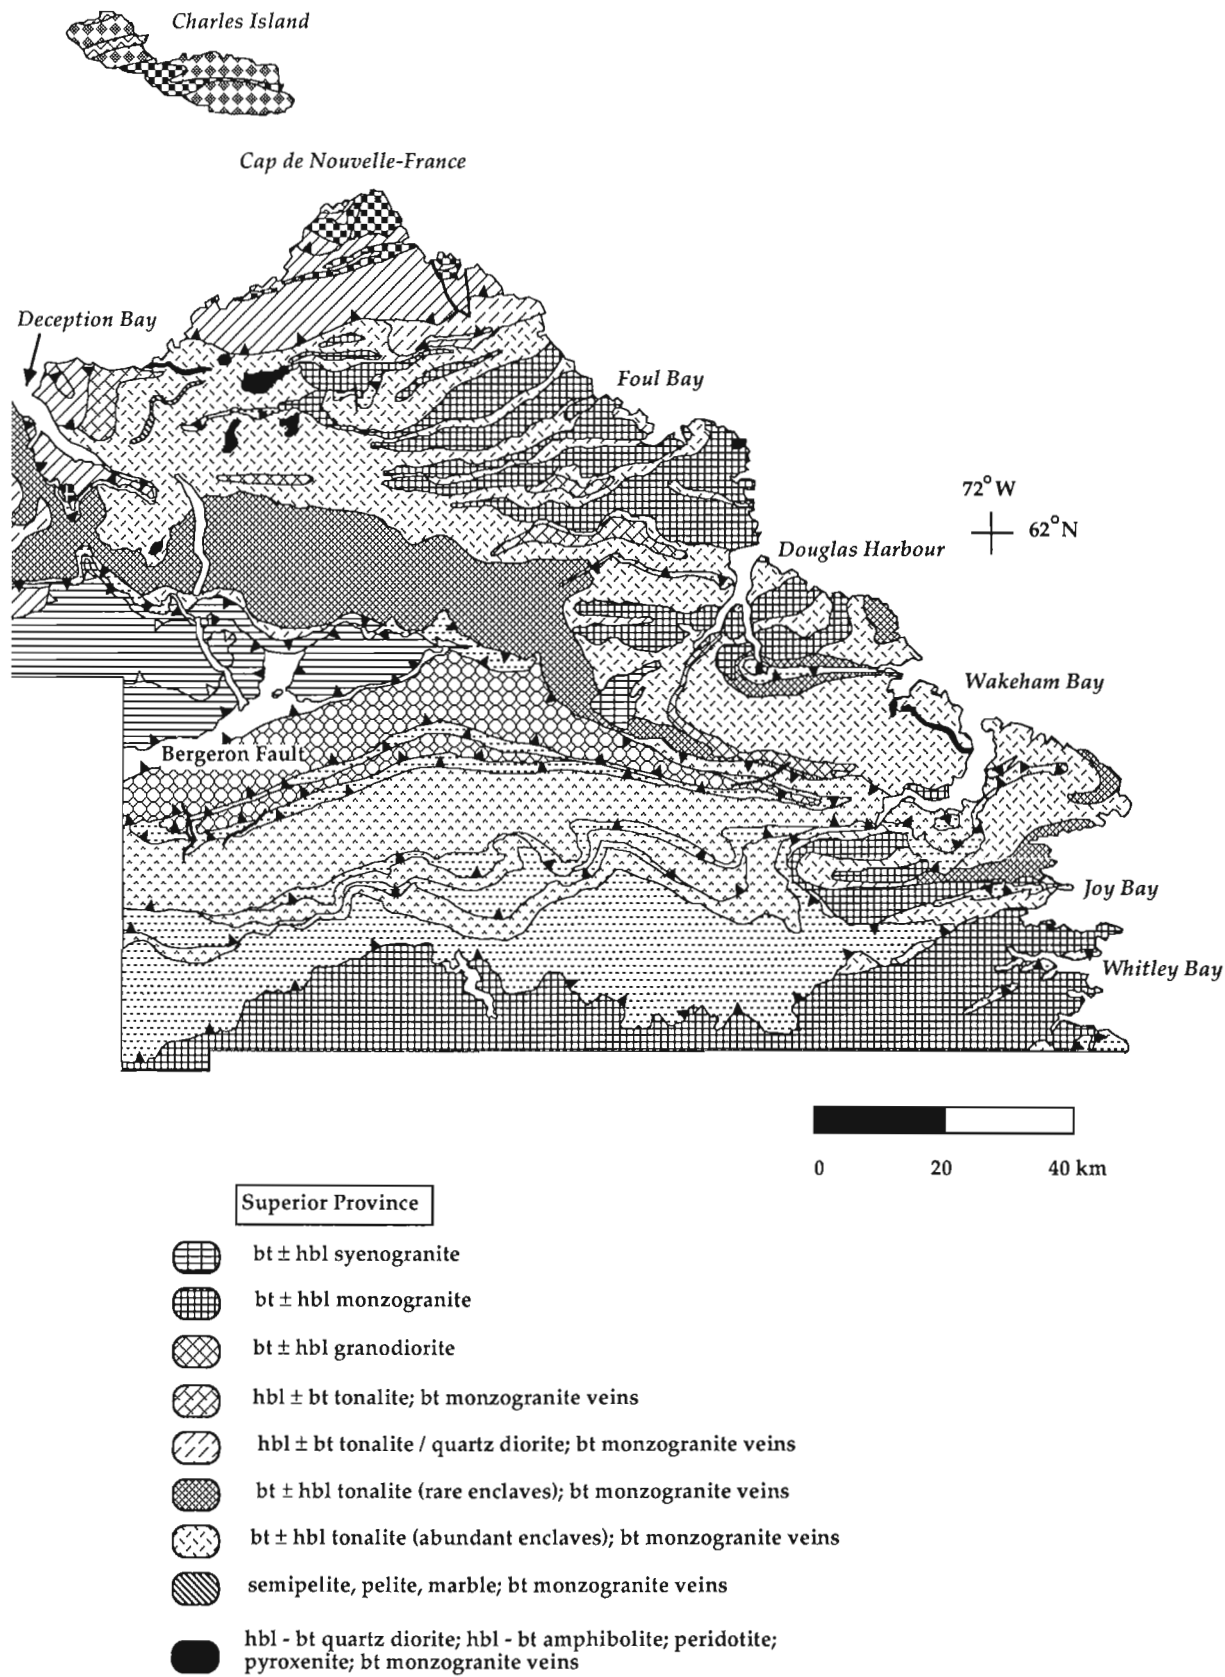 Charles Island
Cap de Nouvelle-France
Deception Bay
Foul Bay
72°W
62°N
Douglas Harbour
Wakeham Bay
Bergeron Fault
Joy Bay
Whitley Bay
0 20 40 km
Superior Province
bt ± hbl syenogranite
bt ± hbl monzogranite
bt ± hbl granodiorite
hbl ± bt tonalite; bt monzogranite veins
hbl ± bt tonalite / quartz diorite; bt monzogranite veins
bt ± hbl tonalite (rare enclaves); bt monzogranite veins
bt ± hbl tonalite (abundant enclaves); bt monzogranite veins
semipelite, pelite, marble; bt monzogranite veins
hbl - bt quartz diorite; hbl - bt amphibolite; peridotite;
pyroxenite; bt monzogranite veins